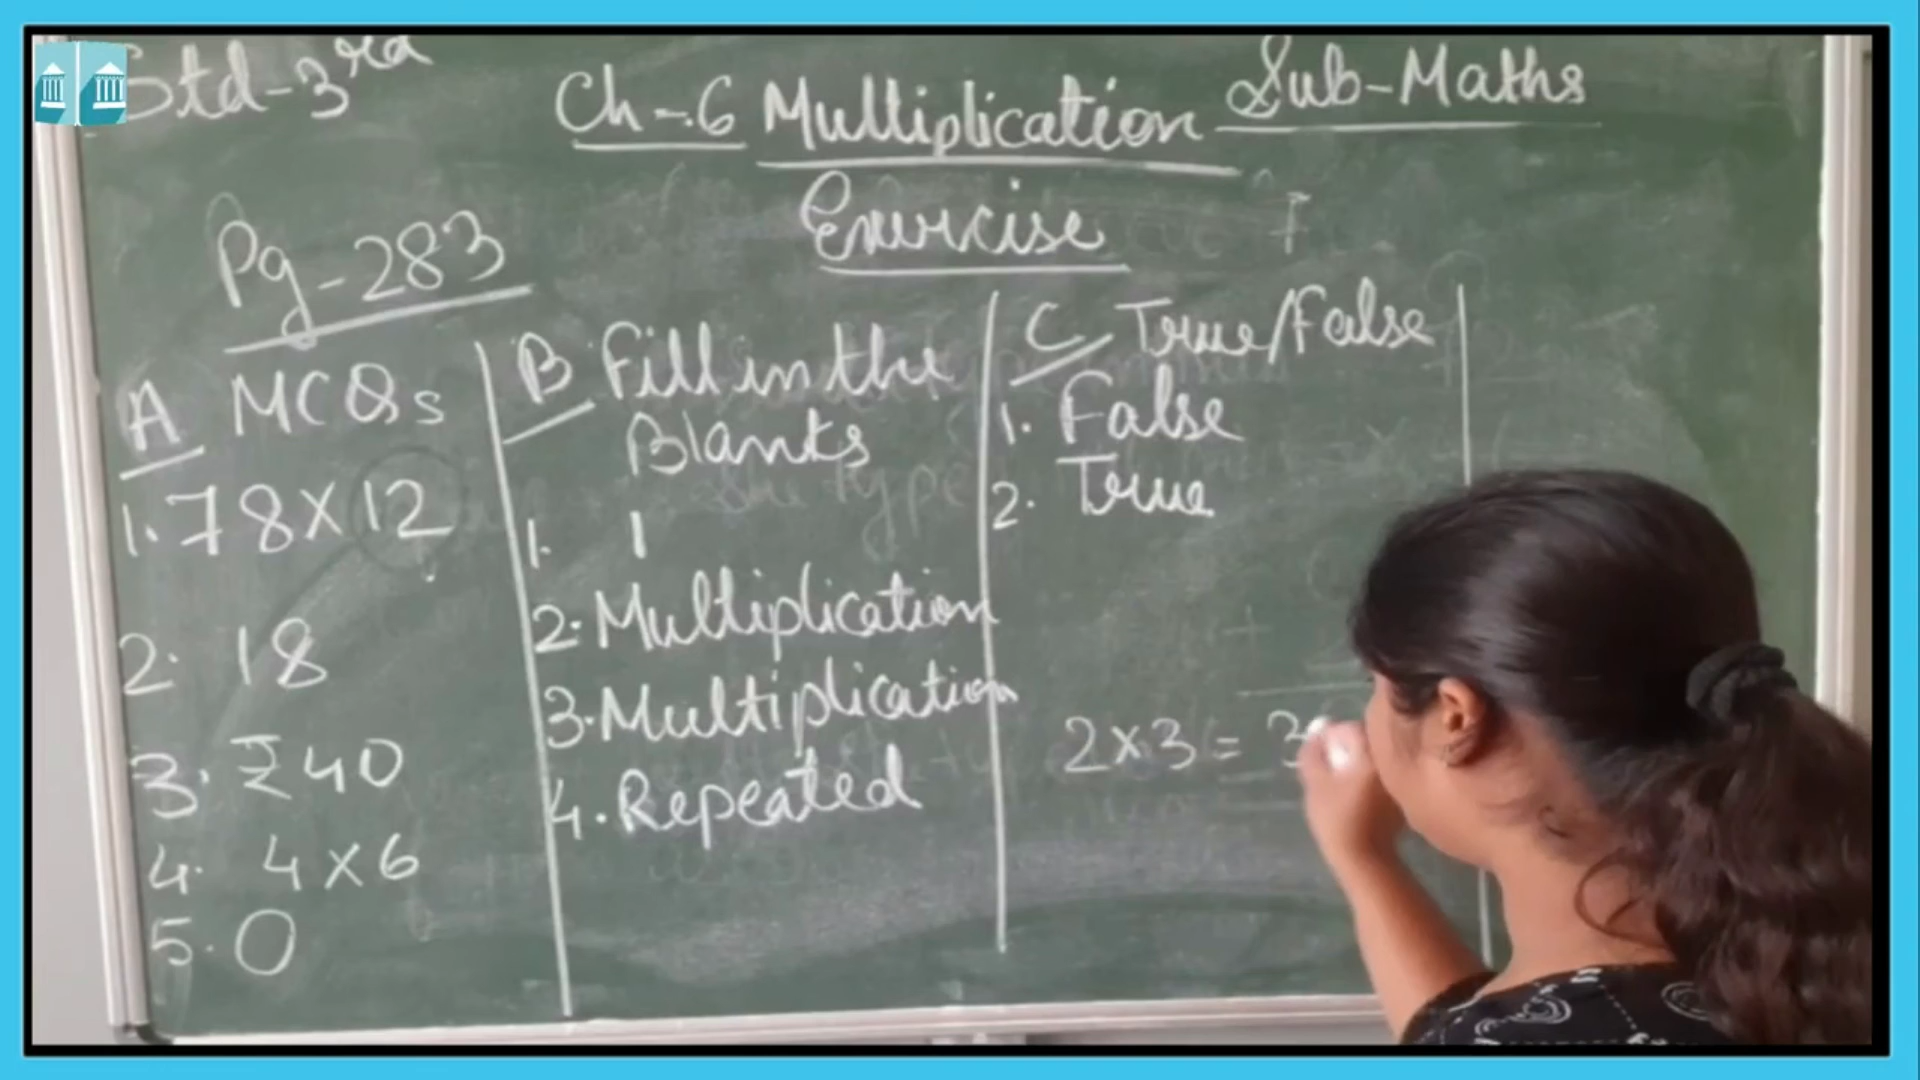 Std-3rd
Ch-6 Multiplication
Sub-Maths
Exercise
Pg-283
A MCQs
1. 78×12
2. 18
3. ₹40
4. 4×6
5. 0
B Fill in the
Blanks
1. 1
2. Multiplication
3. Multiplication
4. Repeated
C True/False
1. False
2. True
2×3 = 3